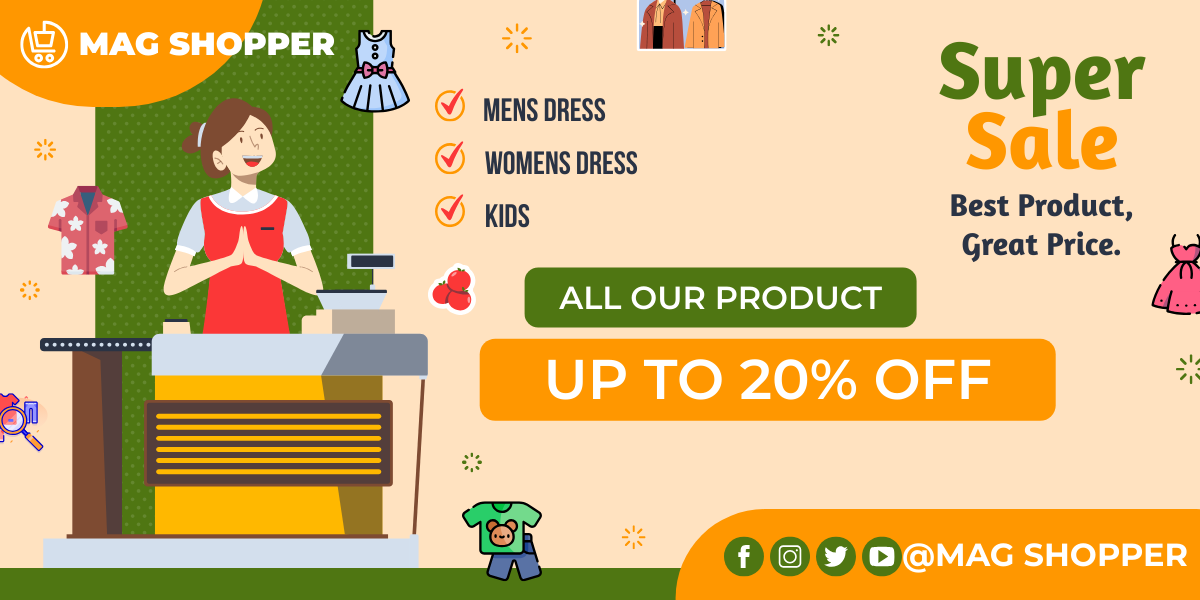 MAG SHOPPER
MENS DRESS
WOMENS DRESS
KIDS
Super
Sale
Best Product,
Great Price.
ALL OUR PRODUCT
UP TO 20% OFF
@MAG SHOPPER